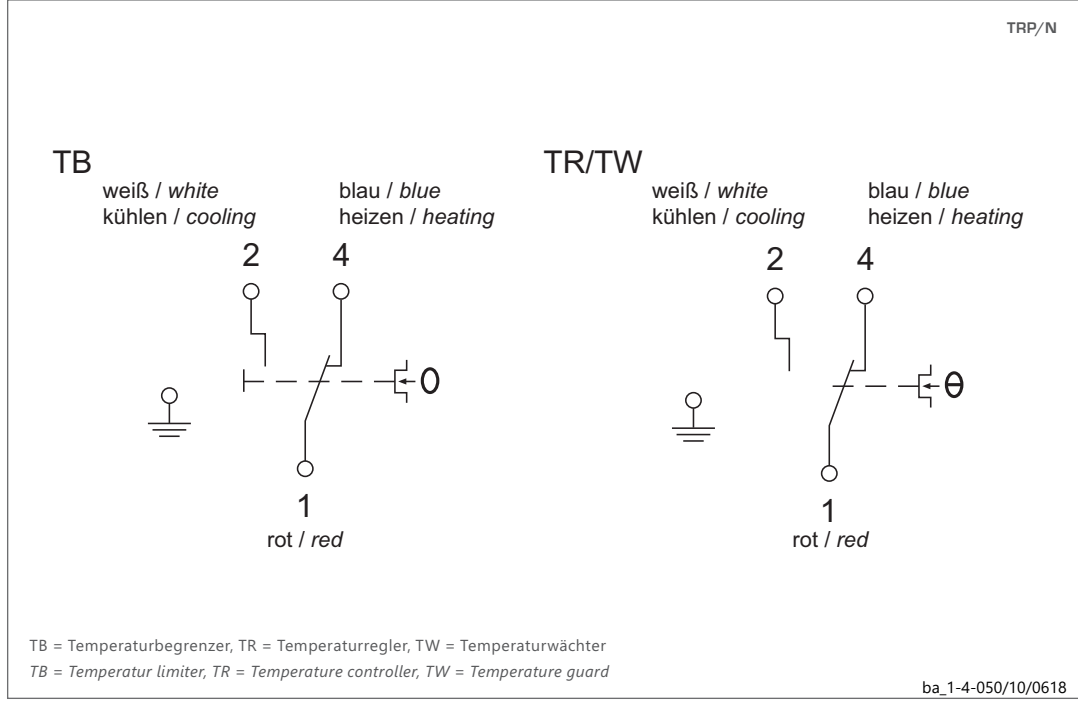 TRP/N
TB
weiß / white
kühlen / cooling
blau / blue
heizen / heating
2
4
0
1
rot / red
TR/TW
weiß / white
kühlen / cooling
blau / blue
heizen / heating
2
4
θ
1
rot / red
TB = Temperaturbegrenzer, TR = Temperaturregler, TW = Temperaturwächter
TB = Temperatur limiter, TR = Temperature controller, TW = Temperature guard
ba_1-4-050/10/0618